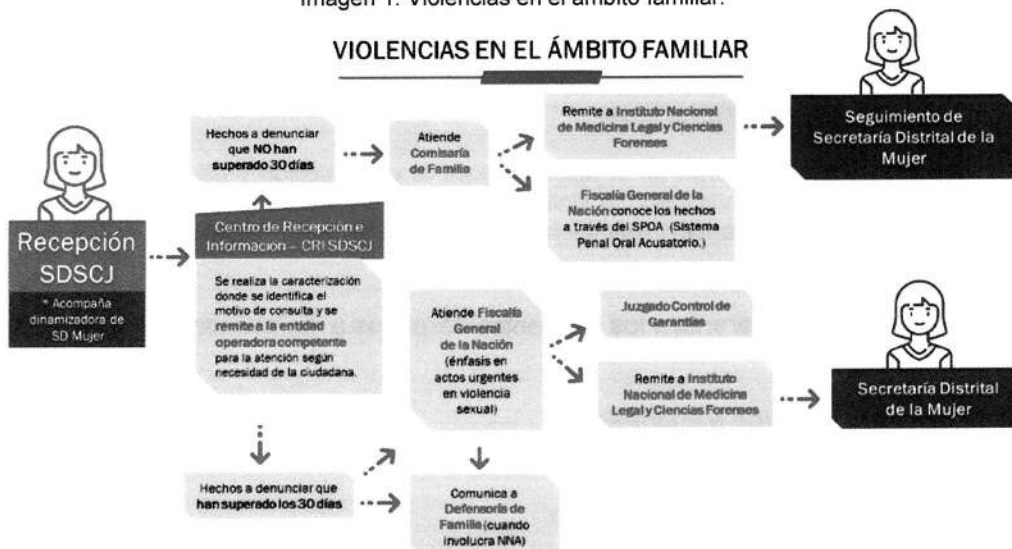 Imagen 1. Violencias en el ámbito familiar.
VIOLENCIAS EN EL ÁMBITO FAMILIAR
Recepción
SDSCJ
* Acompaña
dinamizadora de
SD Mujer
Hechos a denunciar
que NO han
superado 30 días
Centro de Recepción e
Información – CRI SDSCJ
Se realiza la caracterización
donde se identifica el
motivo de consulta y se
remite a la entidad
operadora competente
para la atención según
necesidad de la ciudadana.
Hechos a denunciar que
han superado los 30 días
Atiende
Comisaría
de Familia
Remite a Instituto Nacional
de Medicina Legal y Ciencias
Forenses
Fiscalía General de la
Nación conoce los hechos
a través del SPOA (Sistema
Penal Oral Acusatorio.)
Seguimiento de
Secretaría Distrital de la
Mujer
Atiende Fiscalía
General
de la Nación
(énfasis en
actos urgentes
en violencia
sexual)
Juzgado Control de
Garantías
Remite a Instituto
Nacional de Medicina
Legal y Ciencias Forenses
Secretaría Distrital
de la Mujer
Comunica a
Defensoría de
Familia (cuando
involucra NNA)